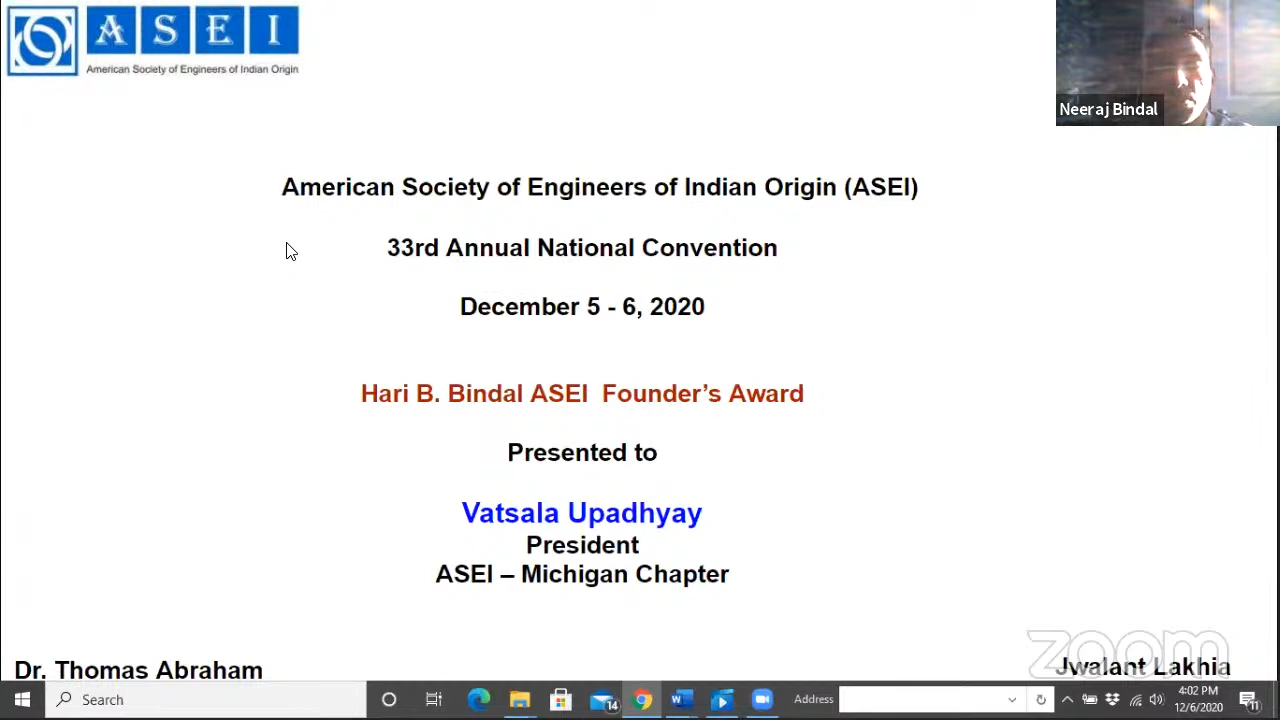 A S E I
American Society of Engineers of Indian Origin
Neeraj Bindal
American Society of Engineers of Indian Origin (ASEI)
33rd Annual National Convention
December 5 - 6, 2020
Hari B. Bindal ASEI  Founder’s Award
Presented to
Vatsala Upadhyay
President
ASEI – Michigan Chapter
zoom
Dr. Thomas Abraham
Jwalant Lakhia
Search
14
Address
4:02 PM
12/6/2020
11